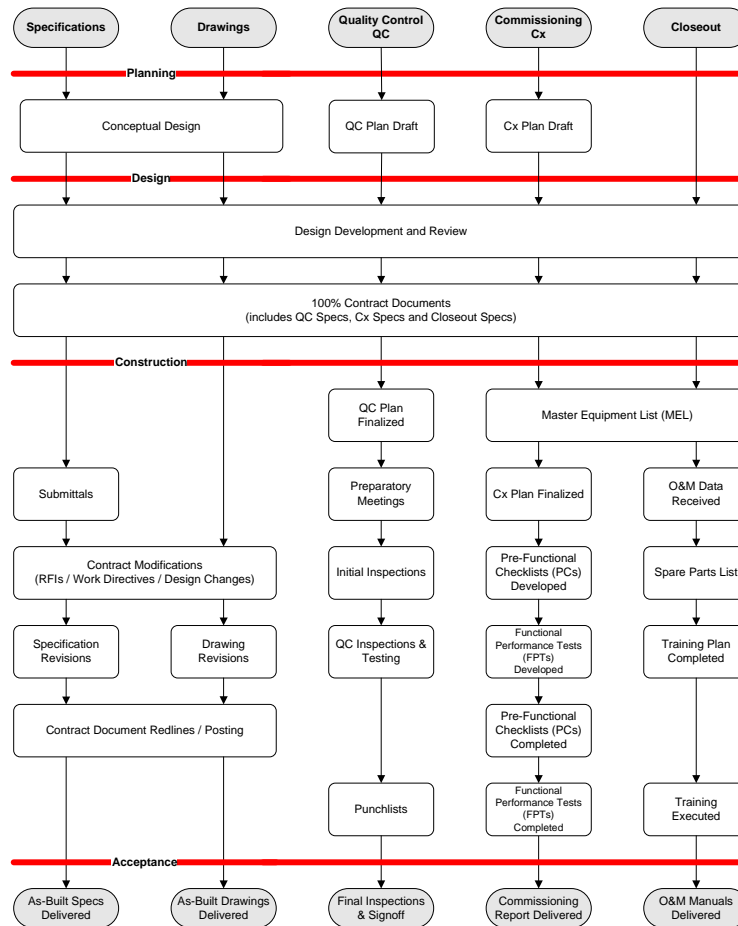 Specifications
Drawings
Quality Control
QC
Commissioning
Cx
Closeout
Planning
Conceptual Design
QC Plan Draft
Cx Plan Draft
Design
Design Development and Review
100% Contract Documents
(includes QC Specs, Cx Specs and Closeout Specs)
Construction
QC Plan
Finalized
Master Equipment List (MEL)
Submittals
Preparatory
Meetings
Cx Plan Finalized
O&M Data
Received
Contract Modifications
(RFIs / Work Directives / Design Changes)
Initial Inspections
Pre-Functional
Checklists (PCs)
Developed
Spare Parts List
Specification
Revisions
Drawing
Revisions
QC Inspections &
Testing
Functional
Performance Tests
(FPTs)
Developed
Training Plan
Completed
Contract Document Redlines / Posting
Pre-Functional
Checklists (PCs)
Completed
Punchlists
Functional
Performance Tests
(FPTs)
Completed
Training
Executed
Acceptance
As-Built Specs
Delivered
As-Built Drawings
Delivered
Final Inspections
& Signoff
Commissioning
Report Delivered
O&M Manuals
Delivered